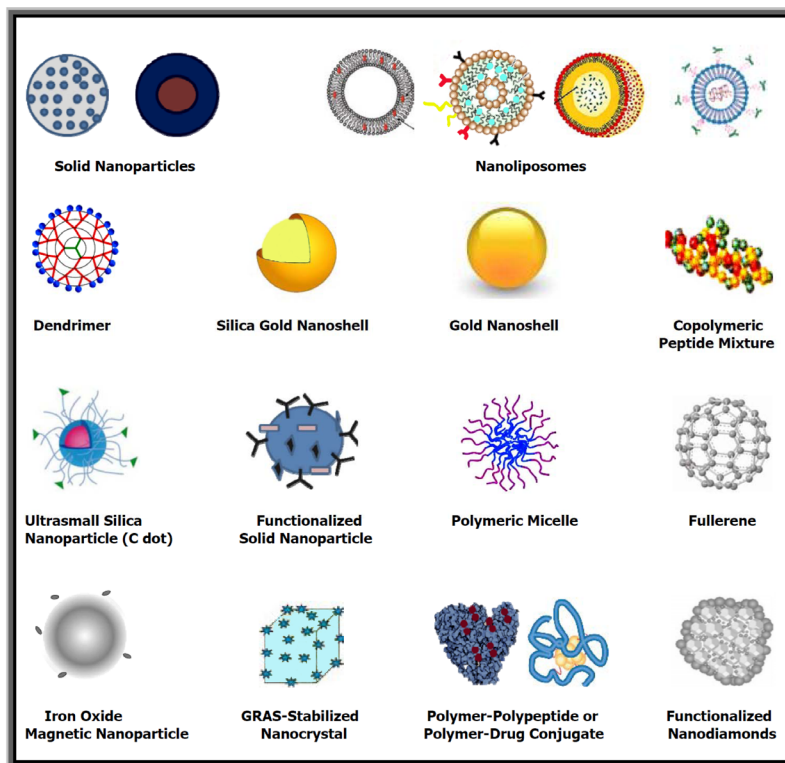 Solid Nanoparticles
Nanoliposomes
Dendrimer
Silica Gold Nanoshell
Gold Nanoshell
Copolymeric
Peptide Mixture
Ultrasmall Silica
Nanoparticle (C dot)
Functionalized
Solid Nanoparticle
Polymeric Micelle
Fullerene
Iron Oxide
Magnetic Nanoparticle
GRAS-Stabilized
Nanocrystal
Polymer-Polypeptide or
Polymer-Drug Conjugate
Functionalized
Nanodiamonds